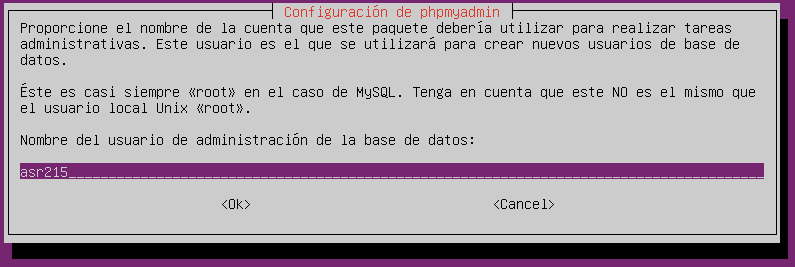 Configuración de phpmyadmin
Proporcione el nombre de la cuenta que este paquete debería utilizar para realizar tareas
administrativas. Este usuario es el que se utilizará para crear nuevos usuarios de base de
datos.
Éste es casi siempre «root» en el caso de MySQL. Tenga en cuenta que este NO es el mismo que
el usuario local Unix «root».
Nombre del usuario de administración de la base de datos:
asr215
<Ok> <Cancel>